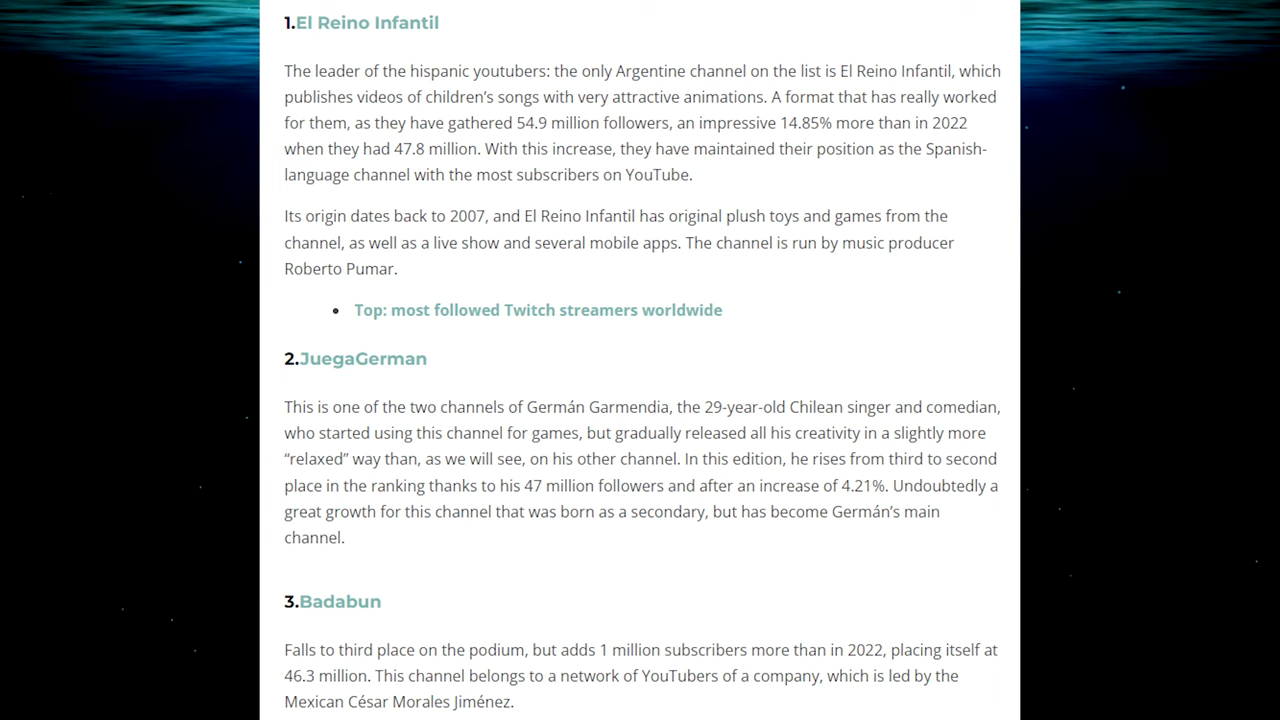 1.El Reino Infantil
The leader of the hispanic youtubers: the only Argentine channel on the list is El Reino Infantil, which
publishes videos of children’s songs with very attractive animations. A format that has really worked
for them, as they have gathered 54.9 million followers, an impressive 14.85% more than in 2022
when they had 47.8 million. With this increase, they have maintained their position as the Spanish-
language channel with the most subscribers on YouTube.
Its origin dates back to 2007, and El Reino Infantil has original plush toys and games from the
channel, as well as a live show and several mobile apps. The channel is run by music producer
Roberto Pumar.
• Top: most followed Twitch streamers worldwide
2.JuegaGerman
This is one of the two channels of Germán Garmendia, the 29-year-old Chilean singer and comedian,
who started using this channel for games, but gradually released all his creativity in a slightly more
“relaxed” way than, as we will see, on his other channel. In this edition, he rises from third to second
place in the ranking thanks to his 47 million followers and after an increase of 4.21%. Undoubtedly a
great growth for this channel that was born as a secondary, but has become Germán’s main
channel.
3.Badabun
Falls to third place on the podium, but adds 1 million subscribers more than in 2022, placing itself at
46.3 million. This channel belongs to a network of YouTubers of a company, which is led by the
Mexican César Morales Jiménez.